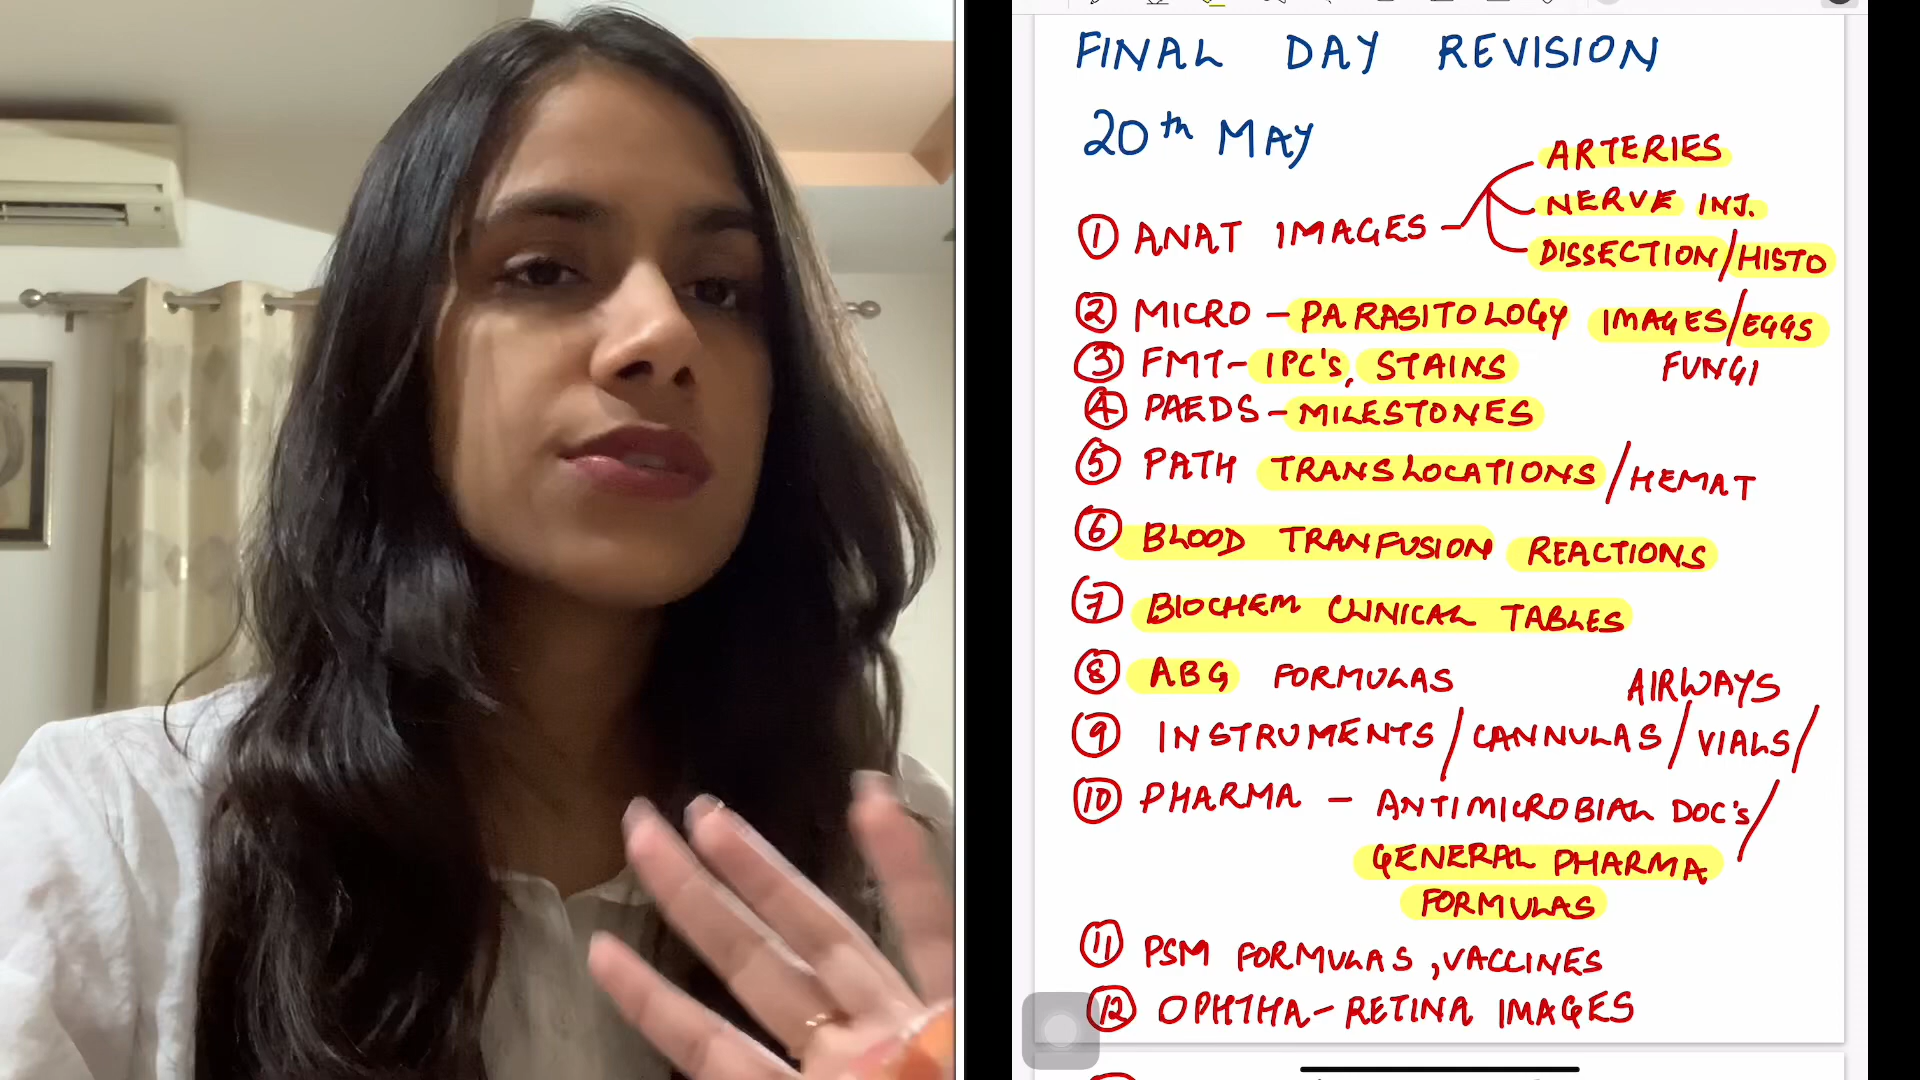 FINAL DAY REVISION
20th MAY
① ANAT IMAGES - ARTERIES
NERVE INJ.
DISSECTION/HISTO
② MICRO - PARASITOLOGY IMAGES/EGGS
FUNGI
③ FMT - IPC's, STAINS
④ PAEDS - MILESTONES
⑤ PATH TRANSLOCATIONS/HEMAT
⑥ BLOOD TRANFUSION REACTIONS
⑦ BIOCHEM CLINICAL TABLES
⑧ ABG FORMULAS
⑨ INSTRUMENTS/CANNULAS/VIALS/
AIRWAYS
⑩ PHARMA - ANTIMICROBIAL DOC's/
GENERAL PHARMA
FORMULAS
⑪ PSM FORMULAS, VACCINES
⑫ OPHTHA - RETINA IMAGES